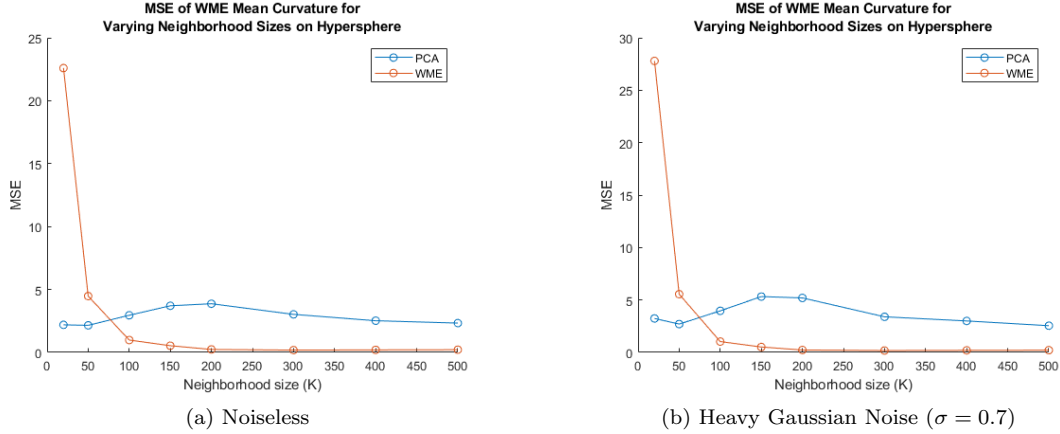 MSE of WME Mean Curvature for
Varying Neighborhood Sizes on Hypersphere
25
20
15
10
5
0
MSE
PCA
WME
0 50 100 150 200 250 300 350 400 450 500
Neighborhood size (K)
(a) Noiseless
MSE of WME Mean Curvature for
Varying Neighborhood Sizes on Hypersphere
30
25
20
15
10
5
0
MSE
PCA
WME
0 50 100 150 200 250 300 350 400 450 500
Neighborhood size (K)
(b) Heavy Gaussian Noise (σ = 0.7)